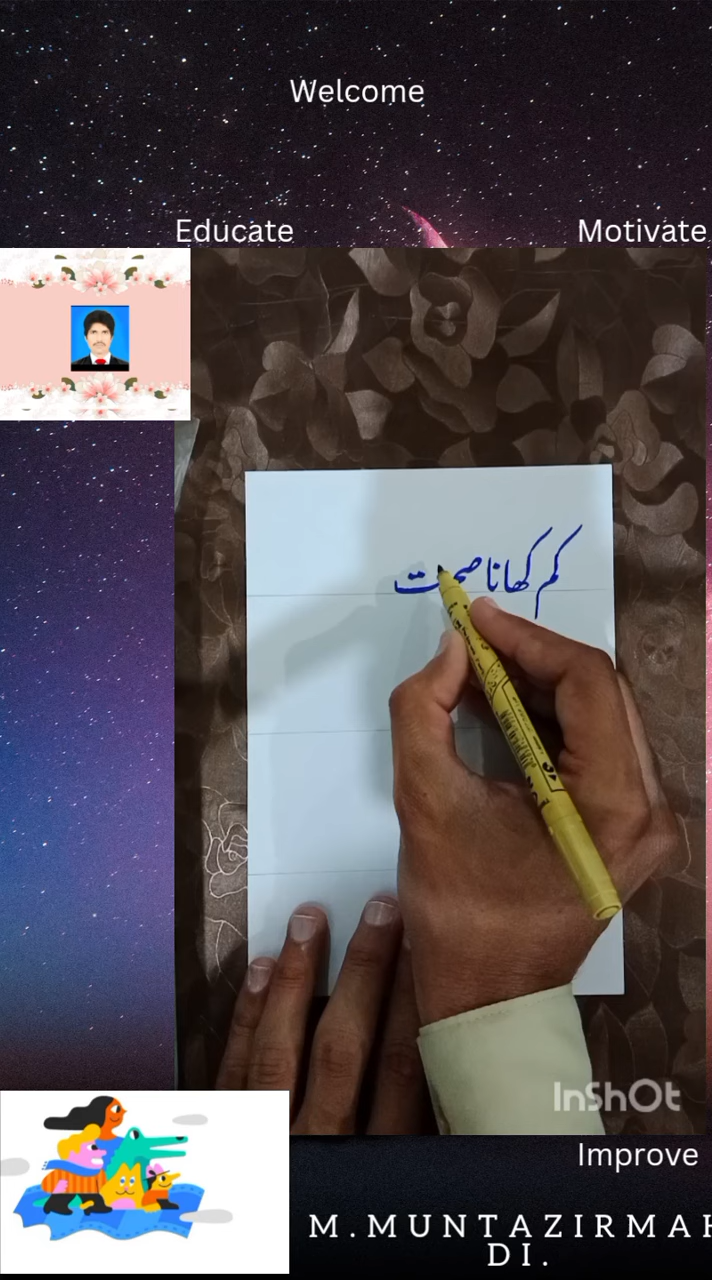 Welcome
Educate
Motivate
کم کھانا صحت
InShOt
Improve
M.MUNTAZIRMAH
DI.